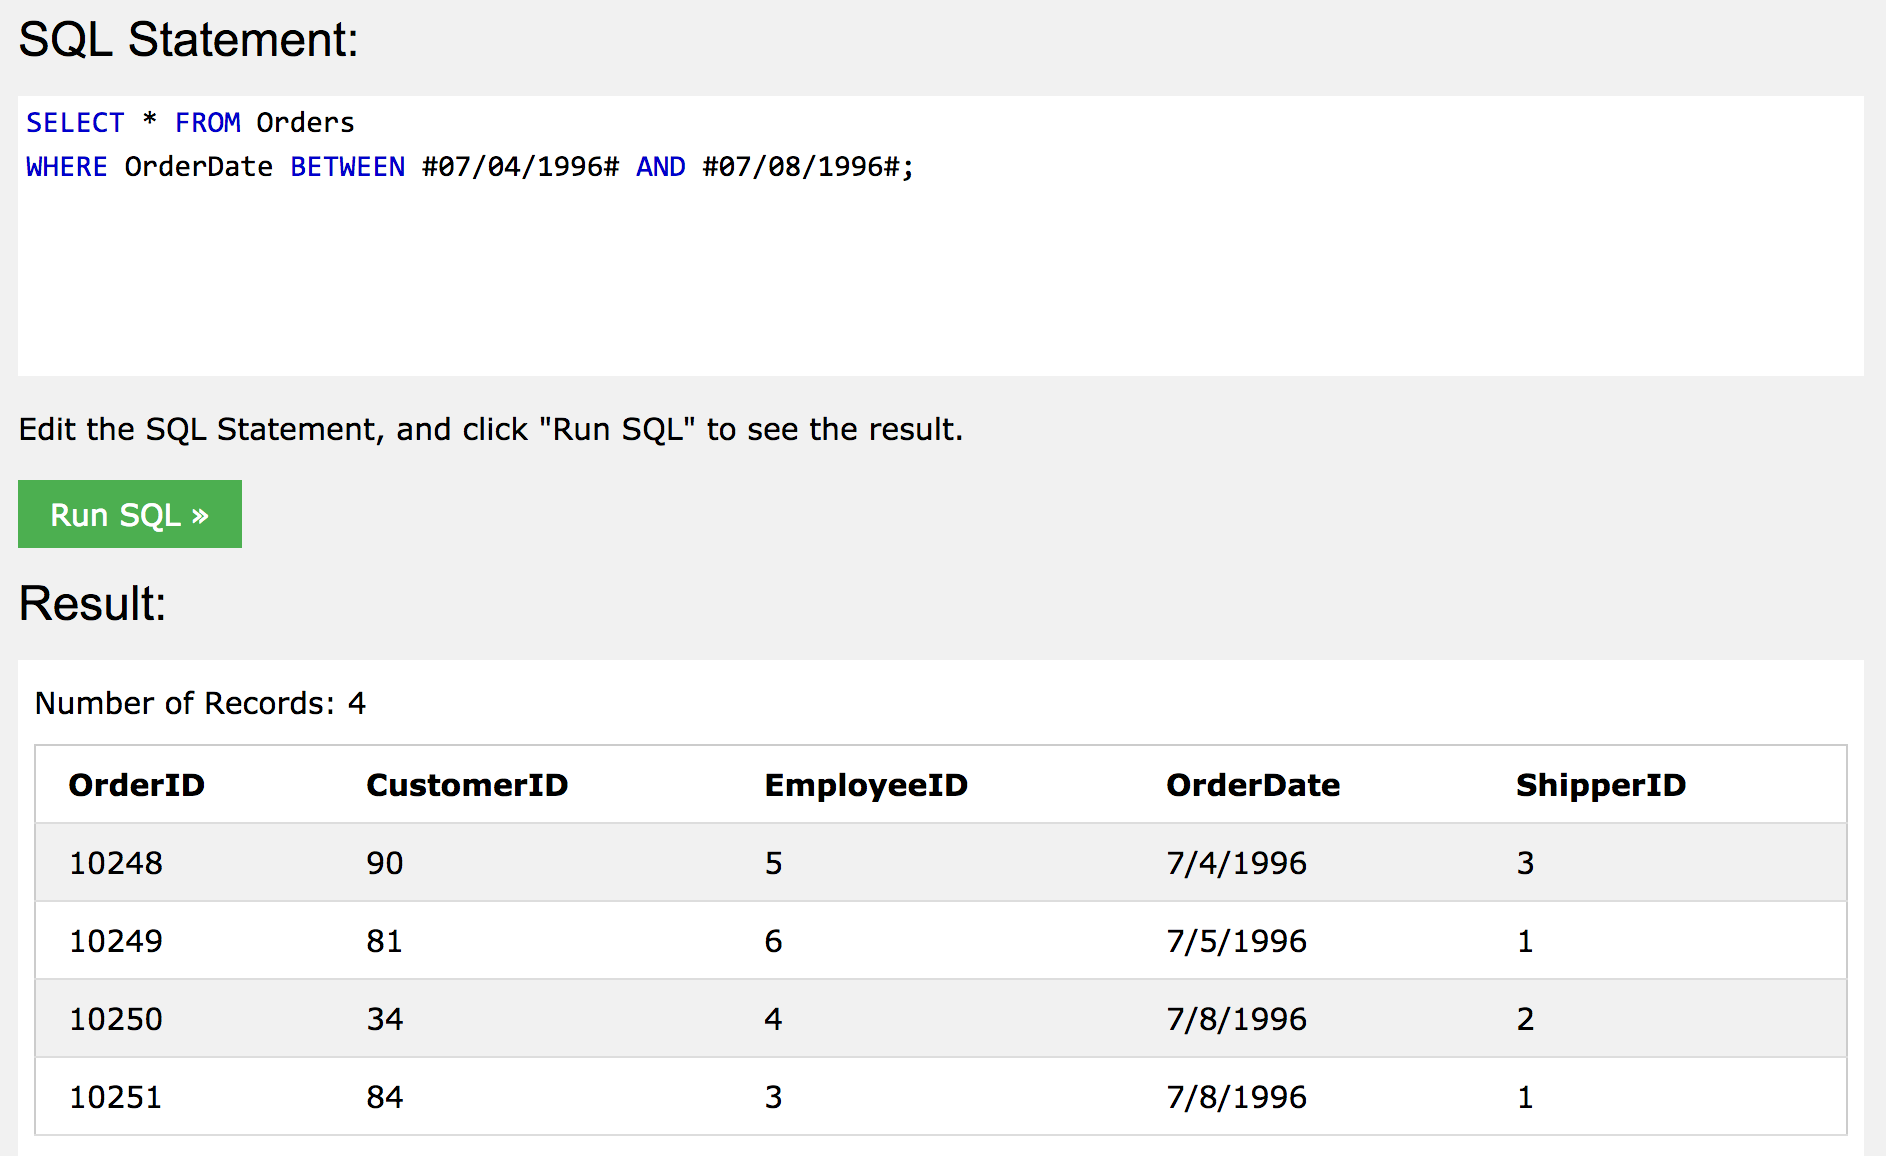 SQL Statement:
SELECT * FROM Orders
WHERE OrderDate BETWEEN #07/04/1996# AND #07/08/1996#;
Edit the SQL Statement, and click "Run SQL" to see the result.
Run SQL »
Result:
Number of Records: 4
OrderID CustomerID EmployeeID OrderDate ShipperID
10248 90 5 7/4/1996 3
10249 81 6 7/5/1996 1
10250 34 4 7/8/1996 2
10251 84 3 7/8/1996 1